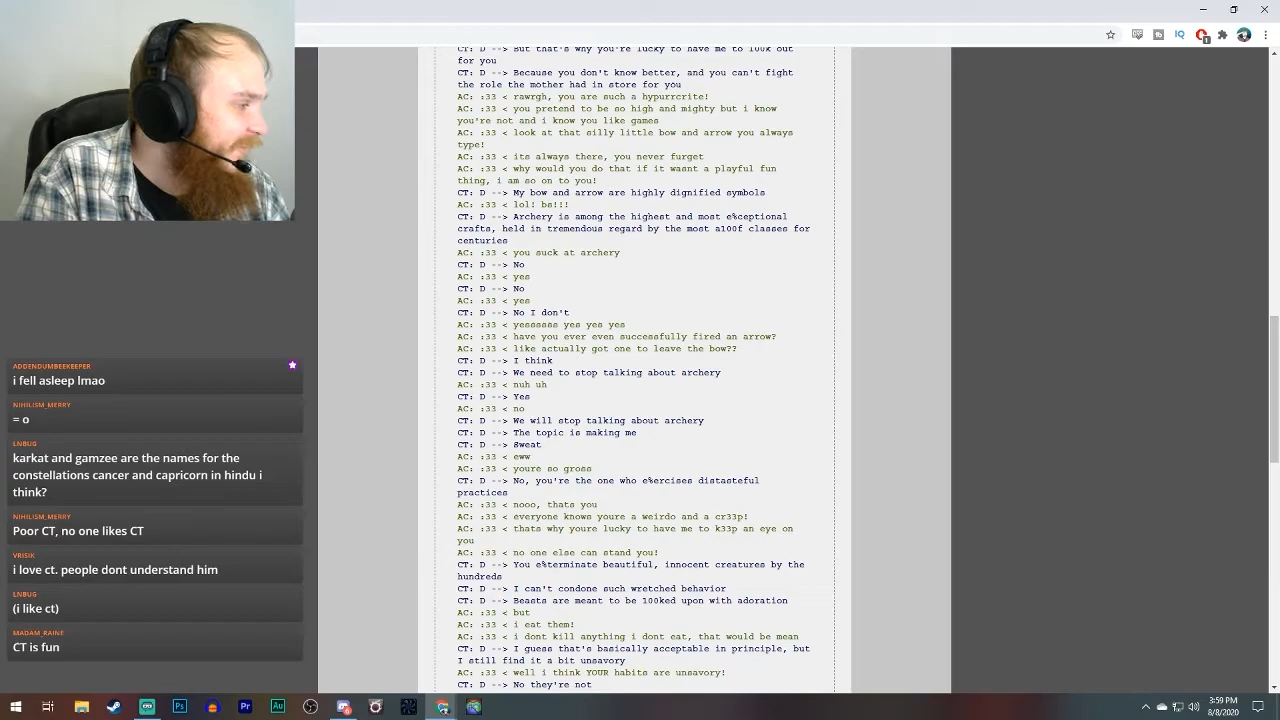 CT: D --> But that's why you're lucky to have me to 100k out
for you
CT: D --> Because you don't know better, and you can't fight
the role the mother had in store for you
AC: :33 < rawrgh, you are such a hypurrcrite!
AC: :33 < you pretend to be so high and mighty but i know
you're not and i know you like games
AC: :33 < look at that silly little bow and arrow you always
type!
AC: :33 < its always there, you never furget
AC: :33 < why would you do that if it wasnt a playful fun
thing, i am so on to you!
CT: D --> My bow and arrow are highly dignified symbols
AC: :33 < lol! bs!!!
CT: D --> Archery is among the highest and most e%ceptional
crafts, held in tremendous regard by the most a100f classes for
centuries
AC: :33 < you suck at archery
CT: D --> No
AC: :33 < yes
CT: D --> No
AC: :33 < yes
CT: D --> No I don't
AC: :33 < yessssss yes yes yes
AC: :33 < have you ever even successfully fired an arrow?
AC: :33 < like actually got one to leave the bow??
CT: D --> I think
CT: D --> We need to stop talking about archery
AC: :33 < nuh uh
CT: D --> Yes
AC: :33 < no
CT: D --> We will stop talking about archery
CT: D --> The topic is making me
CT: D --> Sweat
AC: :33 < eww
AC: :33 < youre so gross
CT: D --> No, you're the one who e%ercises distasteful
practices
AC: :33 < nooo, thats you
AC: :33 < everyone knows youre a weirdo and a cr33p!
AC: :33 < thats why youre lucky to have me to k33p an eye on
you
AC: :33 < no one else can stand you!
CT: D --> You e%terminate beautiful, innocent creatures by the
hundreds
CT: D --> I can't condone such wretched behavior
CT: D --> Beasts are meant to be 100ked upon with adoration
AC: :33 < but
AC: :33 < i eat them!
AC: :33 < i dont kill anything i dont eat, that would be mean
CT: D --> I guess that's basically acceptable in principle, but
I still find it a bit unsavory
AC: :33 < well i think YOUR habits are unsavory!
CT: D --> No they're not
ADDENDUMBEEKEEPER
i fell asleep lmao
NIHILISM_MERRY
= o
LNBUG
karkat and gamzee are the names for the
constellations cancer and capricorn in hindu i
think?
NIHILISM_MERRY
Poor CT, no one likes CT
VRISIK
i love ct. people dont understand him
LNBUG
(i like ct)
MADAM_RAINE
CT is fun
3:59 PM
8/8/2020